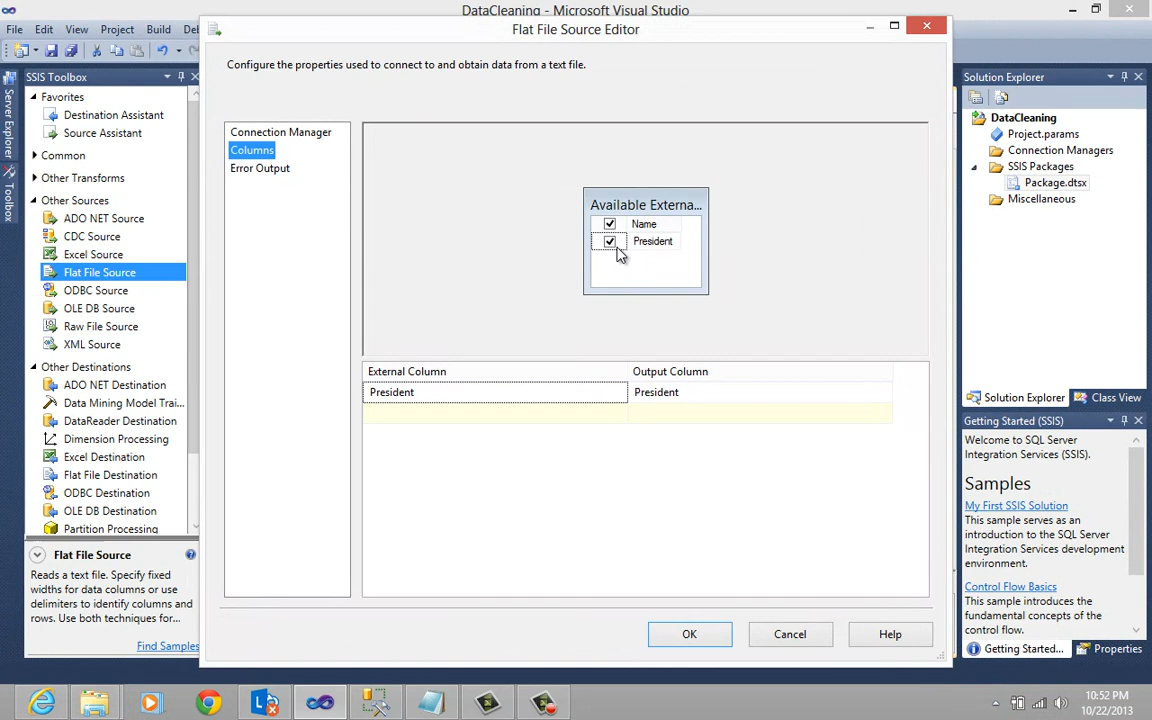 DataCleaning - Microsoft Visual Studio
File Edit View Project Build
Flat File Source Editor
SSIS Toolbox
Favorites
Destination Assistant
Source Assistant
Common
Other Transforms
Other Sources
ADO NET Source
CDC Source
Excel Source
Flat File Source
ODBC Source
OLE DB Source
Raw File Source
XML Source
Other Destinations
ADO NET Destination
Data Mining Model Trai...
DataReader Destination
Dimension Processing
Excel Destination
Flat File Destination
ODBC Destination
OLE DB Destination
Partition Processing
Flat File Source
Reads a text file. Specify fixed
widths for data columns or use
delimiters to identify columns and
rows. Use both techniques for...
Find Samples
Server Explorer
Toolbox
Configure the properties used to connect to and obtain data from a text file.
Connection Manager
Columns
Error Output
Available Externa...
Name
President
External Column Output Column
President President
OK Cancel Help
Solution Explorer
DataCleaning
Project.params
Connection Managers
SSIS Packages
Package.dtsx
Miscellaneous
Solution Explorer Class View
Getting Started (SSIS)
Welcome to SQL Server
Integration Services (SSIS).
Samples
My First SSIS Solution
This sample serves as an
introduction to the SQL Server
Integration Services development
environment.
Control Flow Basics
This sample introduces the
fundamental concepts of the
control flow.
Getting Started... Properties
10:52 PM
10/22/2013